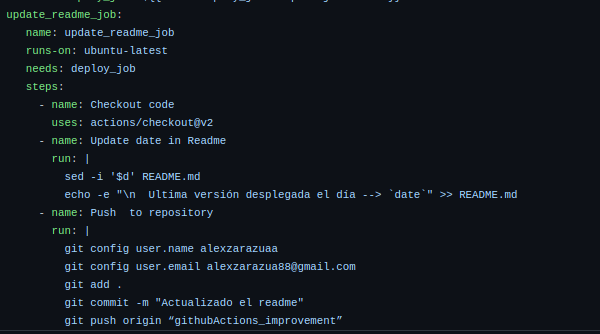 update_readme_job:
name: update_readme_job
runs-on: ubuntu-latest
needs: deploy_job
steps:
- name: Checkout code
uses: actions/checkout@v2
- name: Update date in Readme
run: |
sed -i '$d' README.md
echo -e "\n  Ultima versión desplegada el día --> `date`" >> README.md
- name: Push  to repository
run: |
git config user.name alexzarazuaa
git config user.email alexzarazua88@gmail.com
git add .
git commit -m "Actualizado el readme"
git push origin “githubActions_improvement”